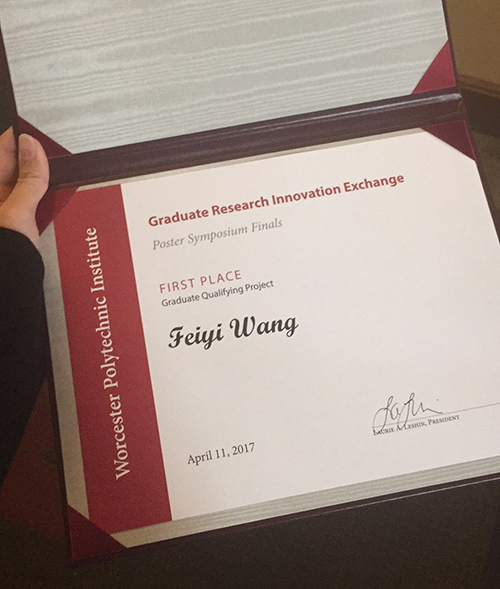 Worcester Polytechnic Institute
Graduate Research Innovation Exchange
Poster Symposium Finals
FIRST PLACE
Graduate Qualifying Project
Feiyi Wang
April 11, 2017
LAURIE A. LESHIN, PRESIDENT